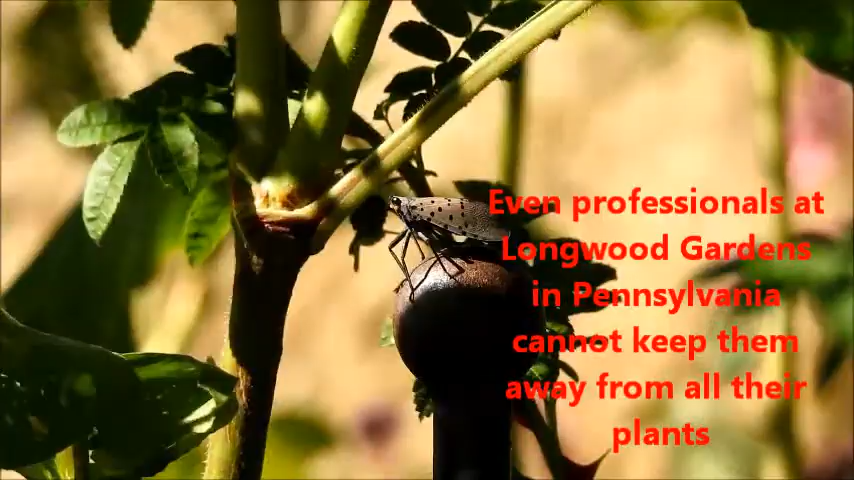 Even professionals at
Longwood Gardens
in Pennsylvania
cannot keep them
away from all their
plants